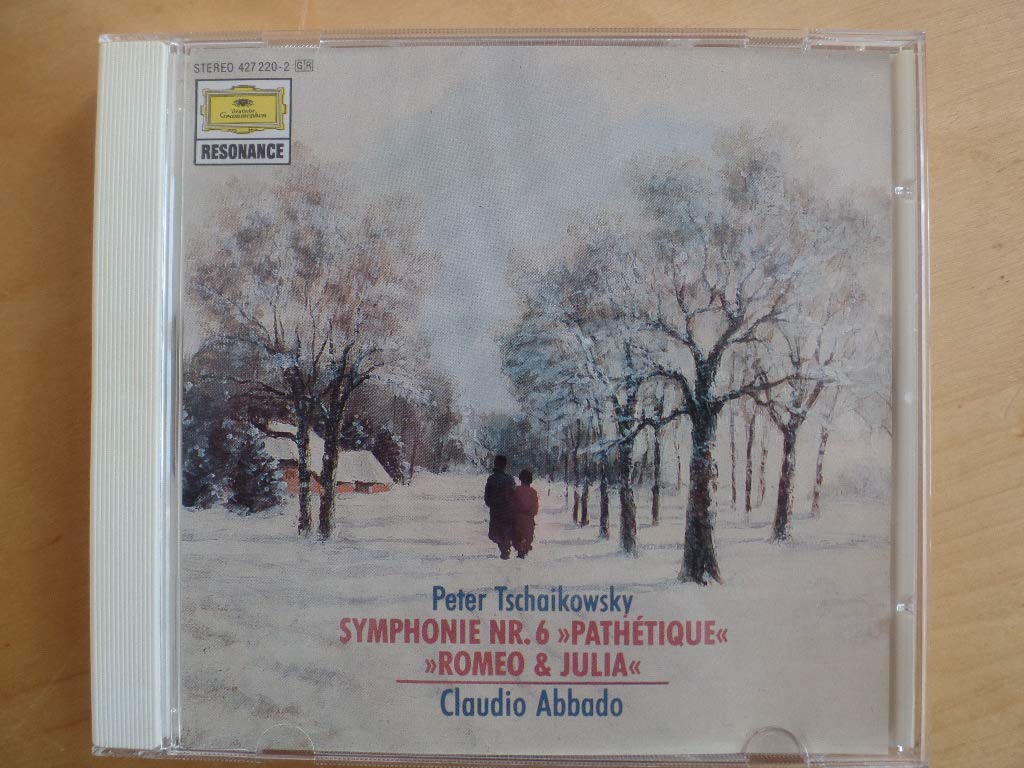 STEREO 427 220-2 GR
Deutsche
Grammophon
RESONANCE
Peter Tschaikowsky
SYMPHONIE NR. 6 »PATHÉTIQUE«
»ROMEO & JULIA«
Claudio Abbado